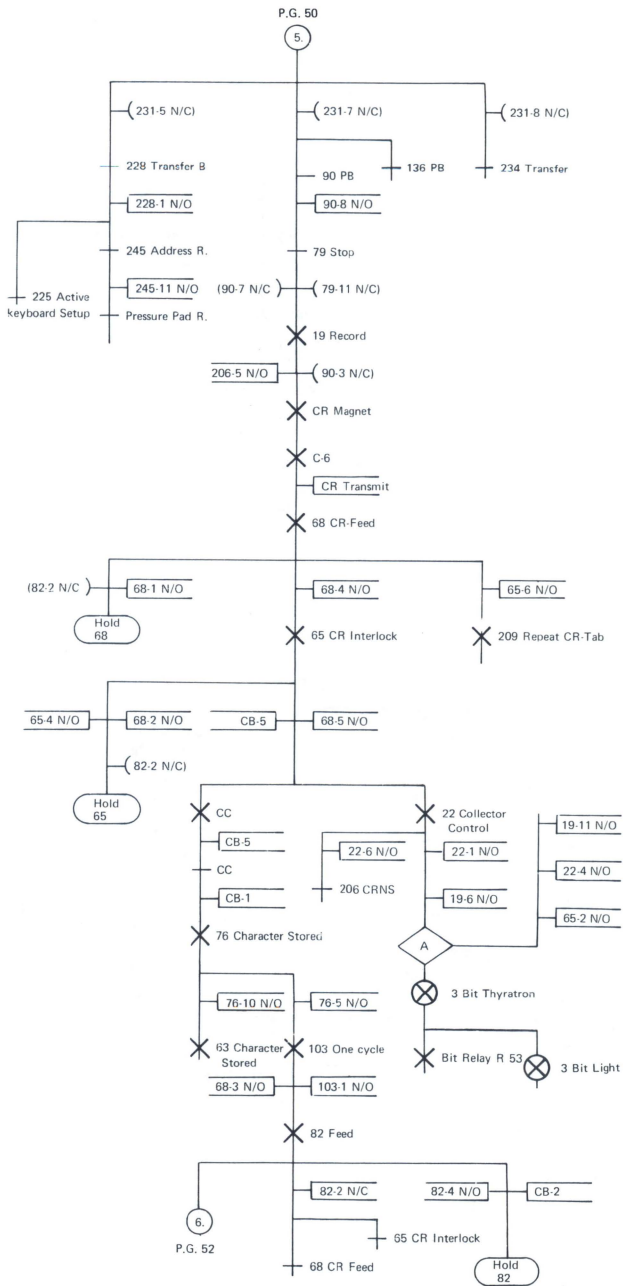 P.G. 50
5.
(231-5 N/C)
(231-7 N/C)
(231-8 N/C)
228 Transfer B
90 PB
136 PB
234 Transfer
228-1 N/O
90-8 N/O
245 Address R.
79 Stop
225 Active
keyboard Setup
245-11 N/O
(90-7 N/C)
(79-11 N/C)
Pressure Pad R.
19 Record
206-5 N/O
(90-3 N/C)
CR Magnet
C-6
CR Transmit
68 CR-Feed
(82-2 N/C)
68-1 N/O
68-4 N/O
65-6 N/O
Hold
68
65 CR Interlock
209 Repeat CR-Tab
65-4 N/O
68-2 N/O
CB-5
68-5 N/O
(82-2 N/C)
Hold
65
CC
22 Collector
Control
19-11 N/O
CB-5
22-6 N/O
22-1 N/O
22-4 N/O
CC
206 CRNS
CB-1
19-6 N/O
65-2 N/O
76 Character Stored
A
3 Bit Thyratron
76-10 N/O
76-5 N/O
63 Character
Stored
103 One cycle
Bit Relay R 53
3 Bit Light
68-3 N/O
103-1 N/O
82 Feed
82-2 N/C
82-4 N/O
CB-2
6.
P.G. 52
65 CR Interlock
68 CR Feed
Hold
82